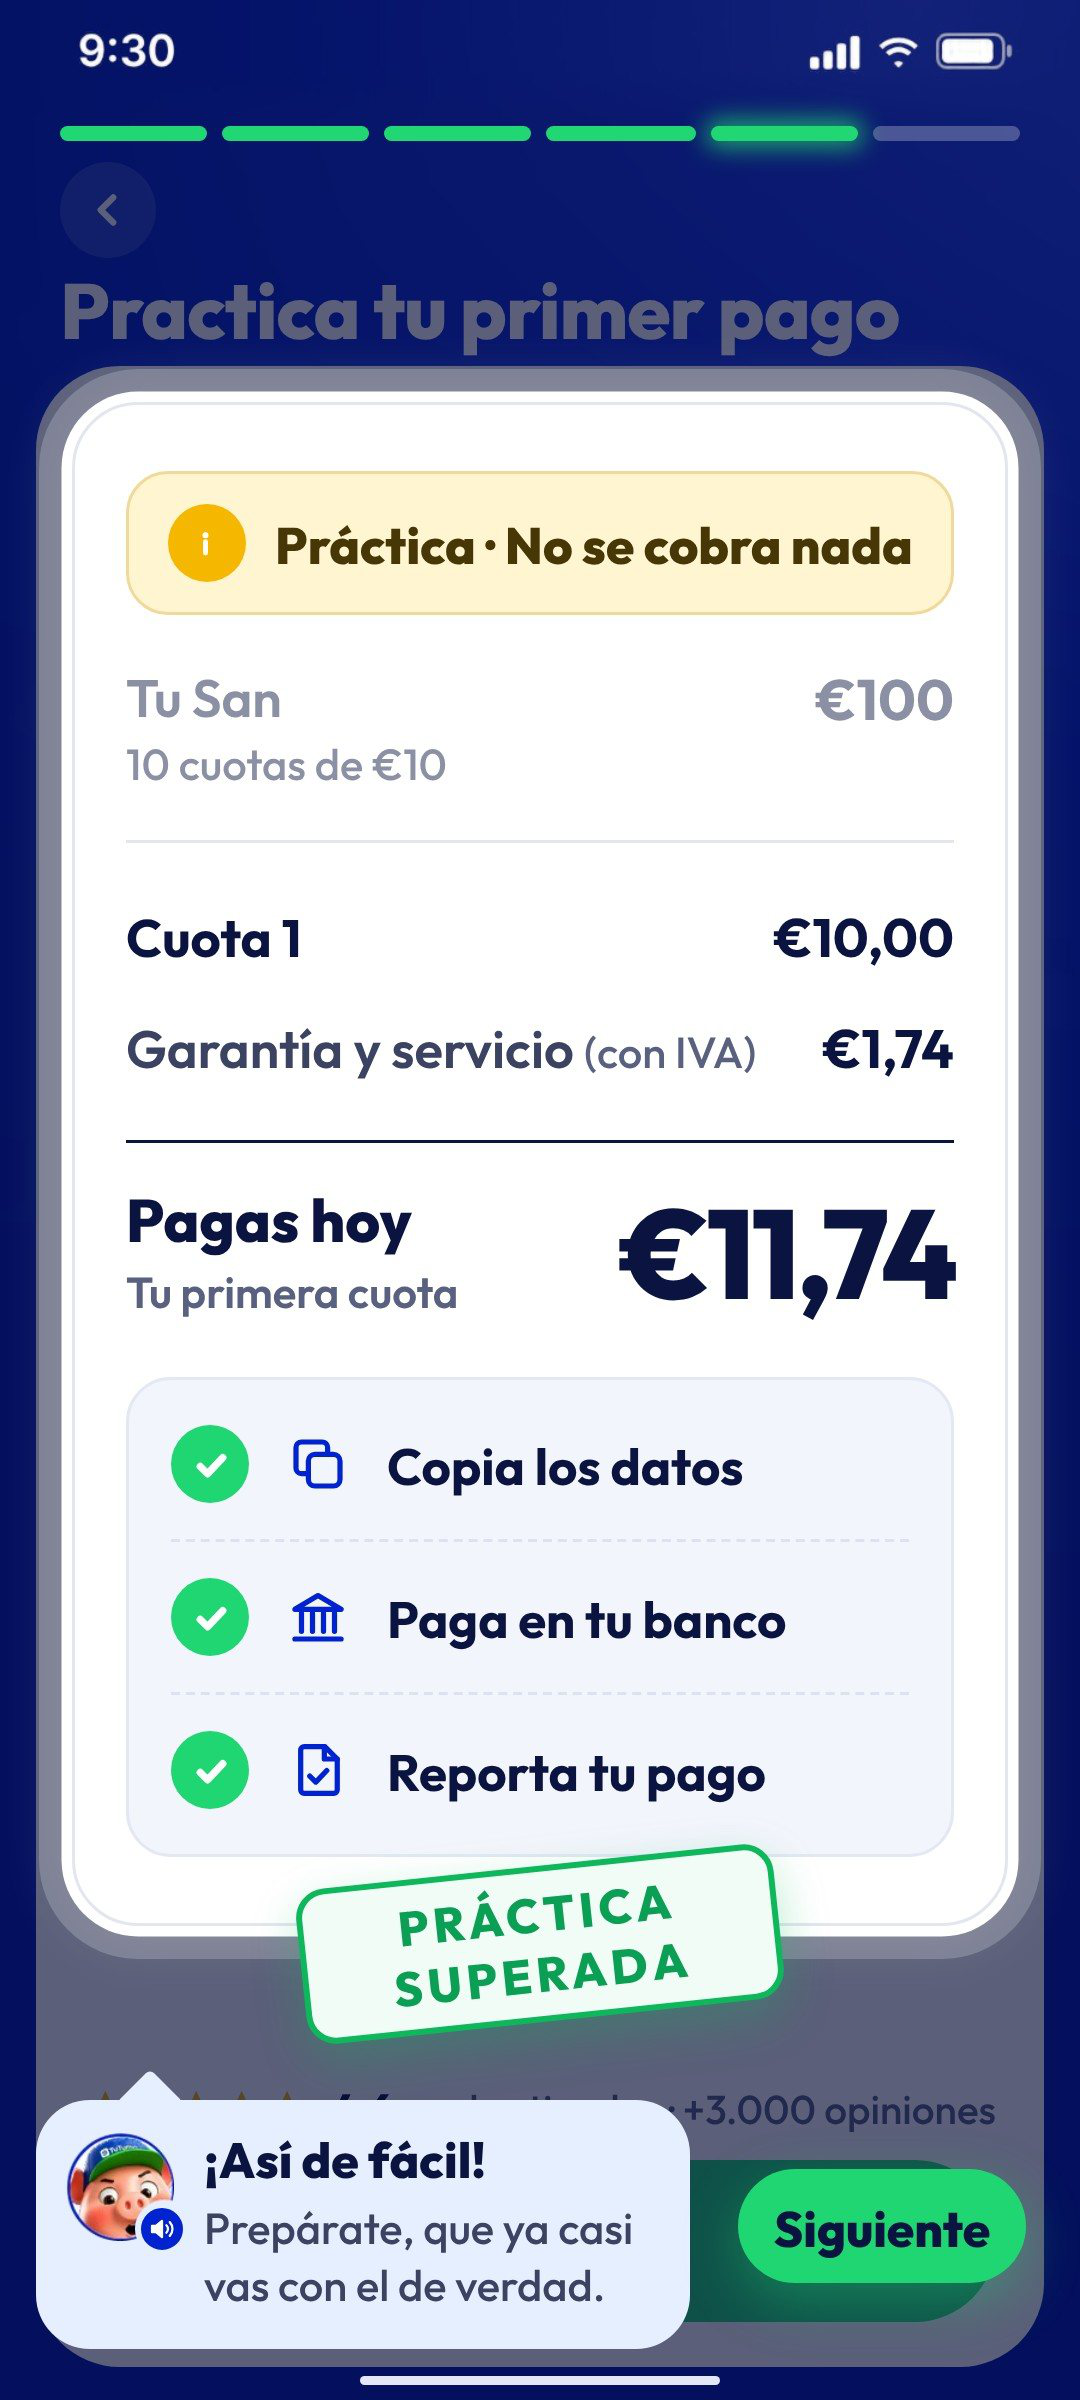 9:30
Practica tu primer pago
Práctica · No se cobra nada
Tu San €100
10 cuotas de €10
Cuota 1 €10,00
Garantía y servicio (con IVA) €1,74
Pagas hoy €11,74
Tu primera cuota
Copia los datos
Paga en tu banco
Reporta tu pago
PRÁCTICA
SUPERADA
+3.000 opiniones
¡Así de fácil!
Prepárate, que ya casi
vas con el de verdad.
Siguiente